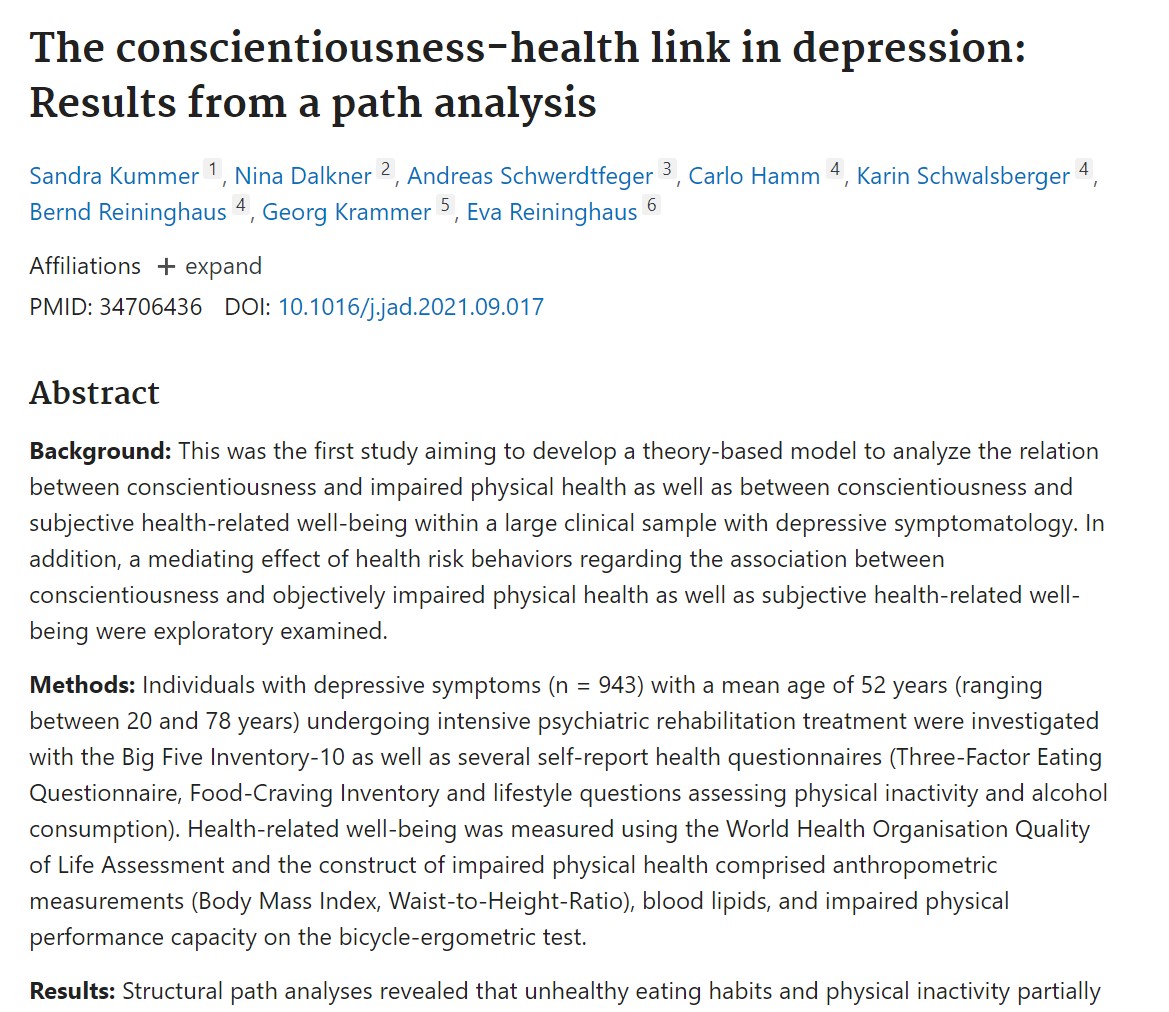 The conscientiousness-health link in depression:
Results from a path analysis
Sandra Kummer 1, Nina Dalkner 2, Andreas Schwerdtfeger 3, Carlo Hamm 4, Karin Schwalsberger 4,
Bernd Reininghaus 4, Georg Krammer 5, Eva Reininghaus 6
Affiliations + expand
PMID: 34706436 DOI: 10.1016/j.jad.2021.09.017
Abstract
Background: This was the first study aiming to develop a theory-based model to analyze the relation
between conscientiousness and impaired physical health as well as between conscientiousness and
subjective health-related well-being within a large clinical sample with depressive symptomatology. In
addition, a mediating effect of health risk behaviors regarding the association between
conscientiousness and objectively impaired physical health as well as subjective health-related well-
being were exploratory examined.
Methods: Individuals with depressive symptoms (n = 943) with a mean age of 52 years (ranging
between 20 and 78 years) undergoing intensive psychiatric rehabilitation treatment were investigated
with the Big Five Inventory-10 as well as several self-report health questionnaires (Three-Factor Eating
Questionnaire, Food-Craving Inventory and lifestyle questions assessing physical inactivity and alcohol
consumption). Health-related well-being was measured using the World Health Organisation Quality
of Life Assessment and the construct of impaired physical health comprised anthropometric
measurements (Body Mass Index, Waist-to-Height-Ratio), blood lipids, and impaired physical
performance capacity on the bicycle-ergometric test.
Results: Structural path analyses revealed that unhealthy eating habits and physical inactivity partially